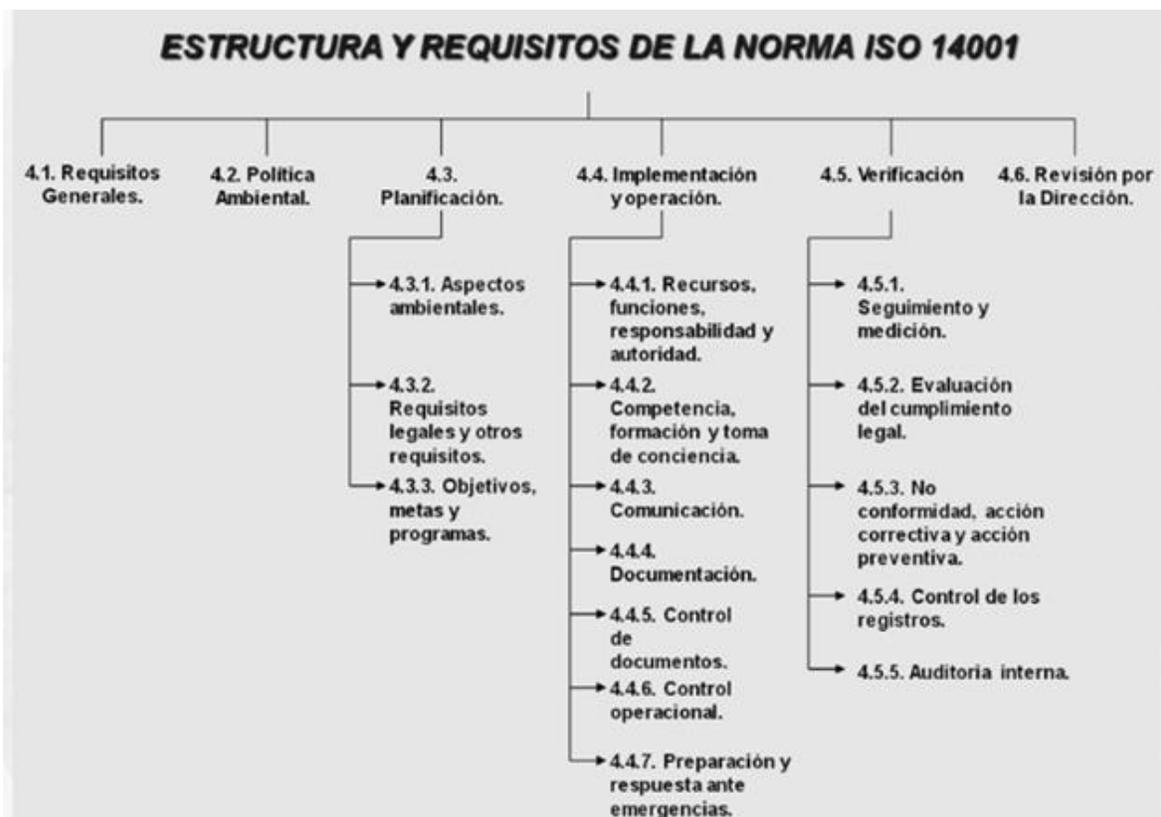 ESTRUCTURA Y REQUISITOS DE LA NORMA ISO 14001
4.1. Requisitos
Generales.
4.2. Política
Ambiental.
4.3.
Planificación.
4.4. Implementación
y operación.
4.5. Verificación
4.6. Revisión por
la Dirección.
4.3.1. Aspectos
ambientales.
4.3.2.
Requisitos
legales y otros
requisitos.
4.3.3. Objetivos,
metas y
programas.
4.4.1. Recursos,
funciones,
responsabilidad y
autoridad.
4.4.2.
Competencia,
formación y toma
de conciencia.
4.4.3.
Comunicación.
4.4.4.
Documentación.
4.4.5. Control
de
documentos.
4.4.6. Control
operacional.
4.4.7. Preparación y
respuesta ante
emergencias.
4.5.1.
Seguimiento y
medición.
4.5.2. Evaluación
del cumplimiento
legal.
4.5.3. No
conformidad, acción
correctiva y acción
preventiva.
4.5.4. Control de los
registros.
4.5.5. Auditoria interna.